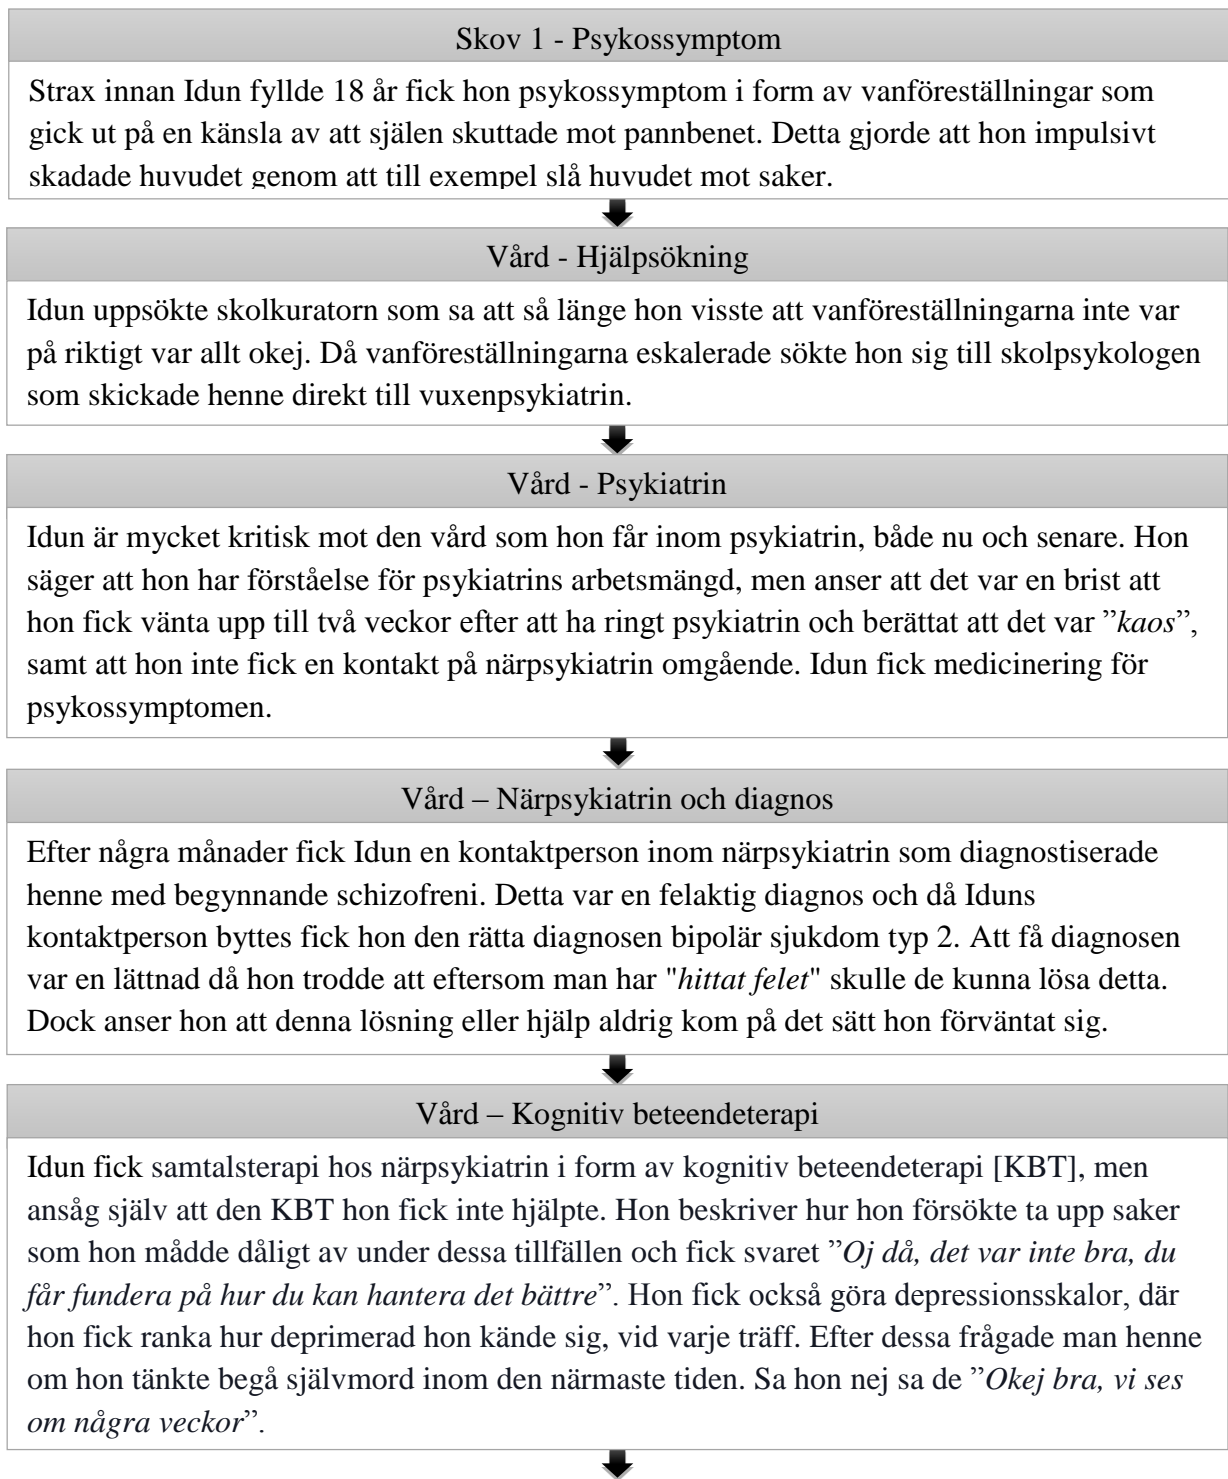 Skov 1 - Psykossymptom
Strax innan Idun fyllde 18 år fick hon psykossymptom i form av vanföreställningar som
gick ut på en känsla av att själen skuttade mot pannbenet. Detta gjorde att hon impulsivt
skadade huvudet genom att till exempel slå huvudet mot saker.
Vård - Hjälpsökning
Idun uppsökte skolkuratorn som sa att så länge hon visste att vanföreställningarna inte var
på riktigt var allt okej. Då vanföreställningarna eskalerade sökte hon sig till skolpsykologen
som skickade henne direkt till vuxenpsykiatrin.
Vård - Psykiatrin
Idun är mycket kritisk mot den vård som hon får inom psykiatrin, både nu och senare. Hon
säger att hon har förståelse för psykiatrins arbetsmängd, men anser att det var en brist att
hon fick vänta upp till två veckor efter att ha ringt psykiatrin och berättat att det var ”kaos”,
samt att hon inte fick en kontakt på närpsykiatrin omgående. Idun fick medicinering för
psykossymptomen.
Vård – Närpsykiatrin och diagnos
Efter några månader fick Idun en kontaktperson inom närpsykiatrin som diagnostiserade
henne med begynnande schizofreni. Detta var en felaktig diagnos och då Iduns
kontaktperson byttes fick hon den rätta diagnosen bipolär sjukdom typ 2. Att få diagnosen
var en lättnad då hon trodde att eftersom man har "hittat felet" skulle de kunna lösa detta.
Dock anser hon att denna lösning eller hjälp aldrig kom på det sätt hon förväntat sig.
Vård – Kognitiv beteendeterapi
Idun fick samtalsterapi hos närpsykiatrin i form av kognitiv beteendeterapi [KBT], men
ansåg själv att den KBT hon fick inte hjälpte. Hon beskriver hur hon försökte ta upp saker
som hon mådde dåligt av under dessa tillfällen och fick svaret ”Oj då, det var inte bra, du
får fundera på hur du kan hantera det bättre”. Hon fick också göra depressionsskalor, där
hon fick ranka hur deprimerad hon kände sig, vid varje träff. Efter dessa frågade man henne
om hon tänkte begå självmord inom den närmaste tiden. Sa hon nej sa de ”Okej bra, vi ses
om några veckor”.